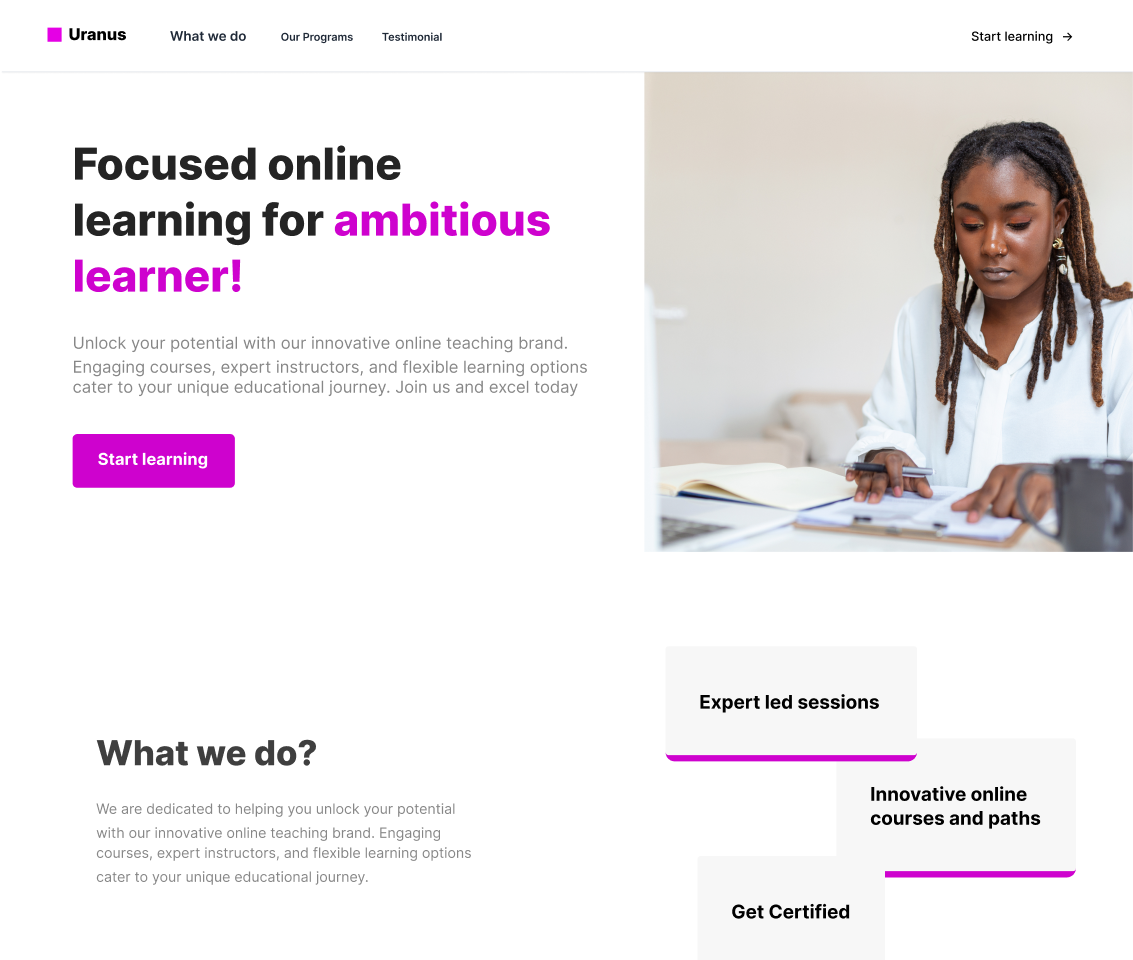 Uranus
What we do
Our Programs
Testimonial
Start learning →
Focused online
learning for ambitious
learner!
Unlock your potential with our innovative online teaching brand.
Engaging courses, expert instructors, and flexible learning options
cater to your unique educational journey. Join us and excel today
Start learning
What we do?
We are dedicated to helping you unlock your potential
with our innovative online teaching brand. Engaging
courses, expert instructors, and flexible learning options
cater to your unique educational journey.
Expert led sessions
Innovative online
courses and paths
Get Certified